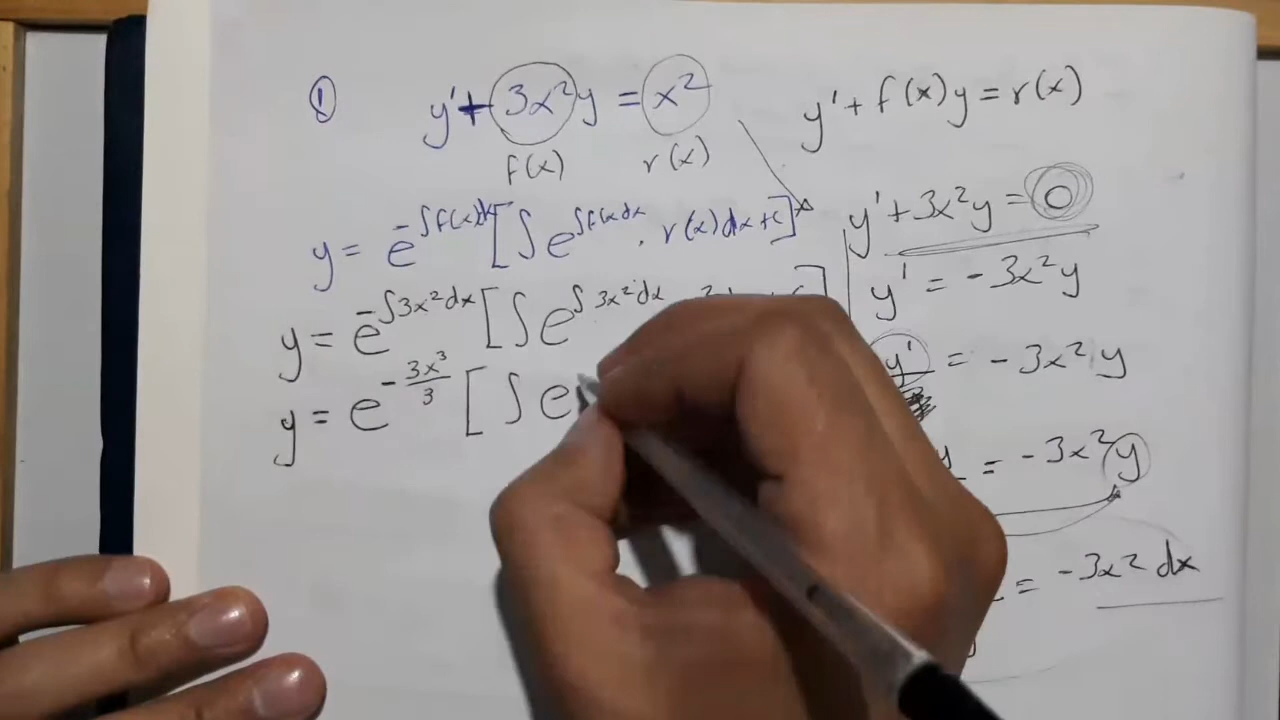 ① y' + 3x²y = x²
f(x) r(x)
y = e^{-∫f(x)dx} [∫ e^{∫f(x)dx} . r(x)dx + c]
y = e^{-∫3x²dx} [∫ e^{∫3x²dx}
y = e^{-3x³/3} [∫ e
y' + f(x)y = r(x)
y' + 3x²y = 0
y' = -3x²y
y' = -3x²y
= -3x²y
= -3x² dx